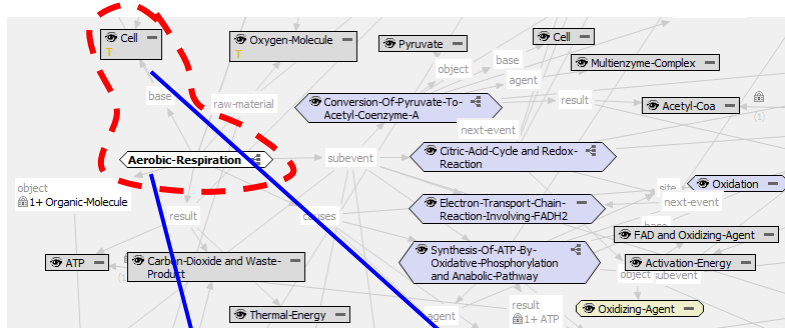 Cell
T
Oxygen-Molecule
T
Pyruvate
Cell
base
object
Multienzyme-Complex
agent
base
raw-material
Conversion-Of-Pyruvate-To-
Acetyl-Coenzyme-A
result
Acetyl-Coa
(1)
next-event
Aerobic-Respiration
subevent
Citric-Acid-Cycle and Redox-
Reaction
object
1+ Organic-Molecule
site
Oxidation
next-event
result
causes
Electron-Transport-Chain-
Reaction-Involving-FADH2
base
FAD and Oxidizing-Agent
ATP
Carbon-Dioxide and Waste-
Product
(1)
Synthesis-Of-ATP-By-
Oxidative-Phosphorylation
and Anabolic-Pathway
Activation-Energy
object
subevent
Thermal-Energy
agent
result
1+ ATP
Oxidizing-Agent